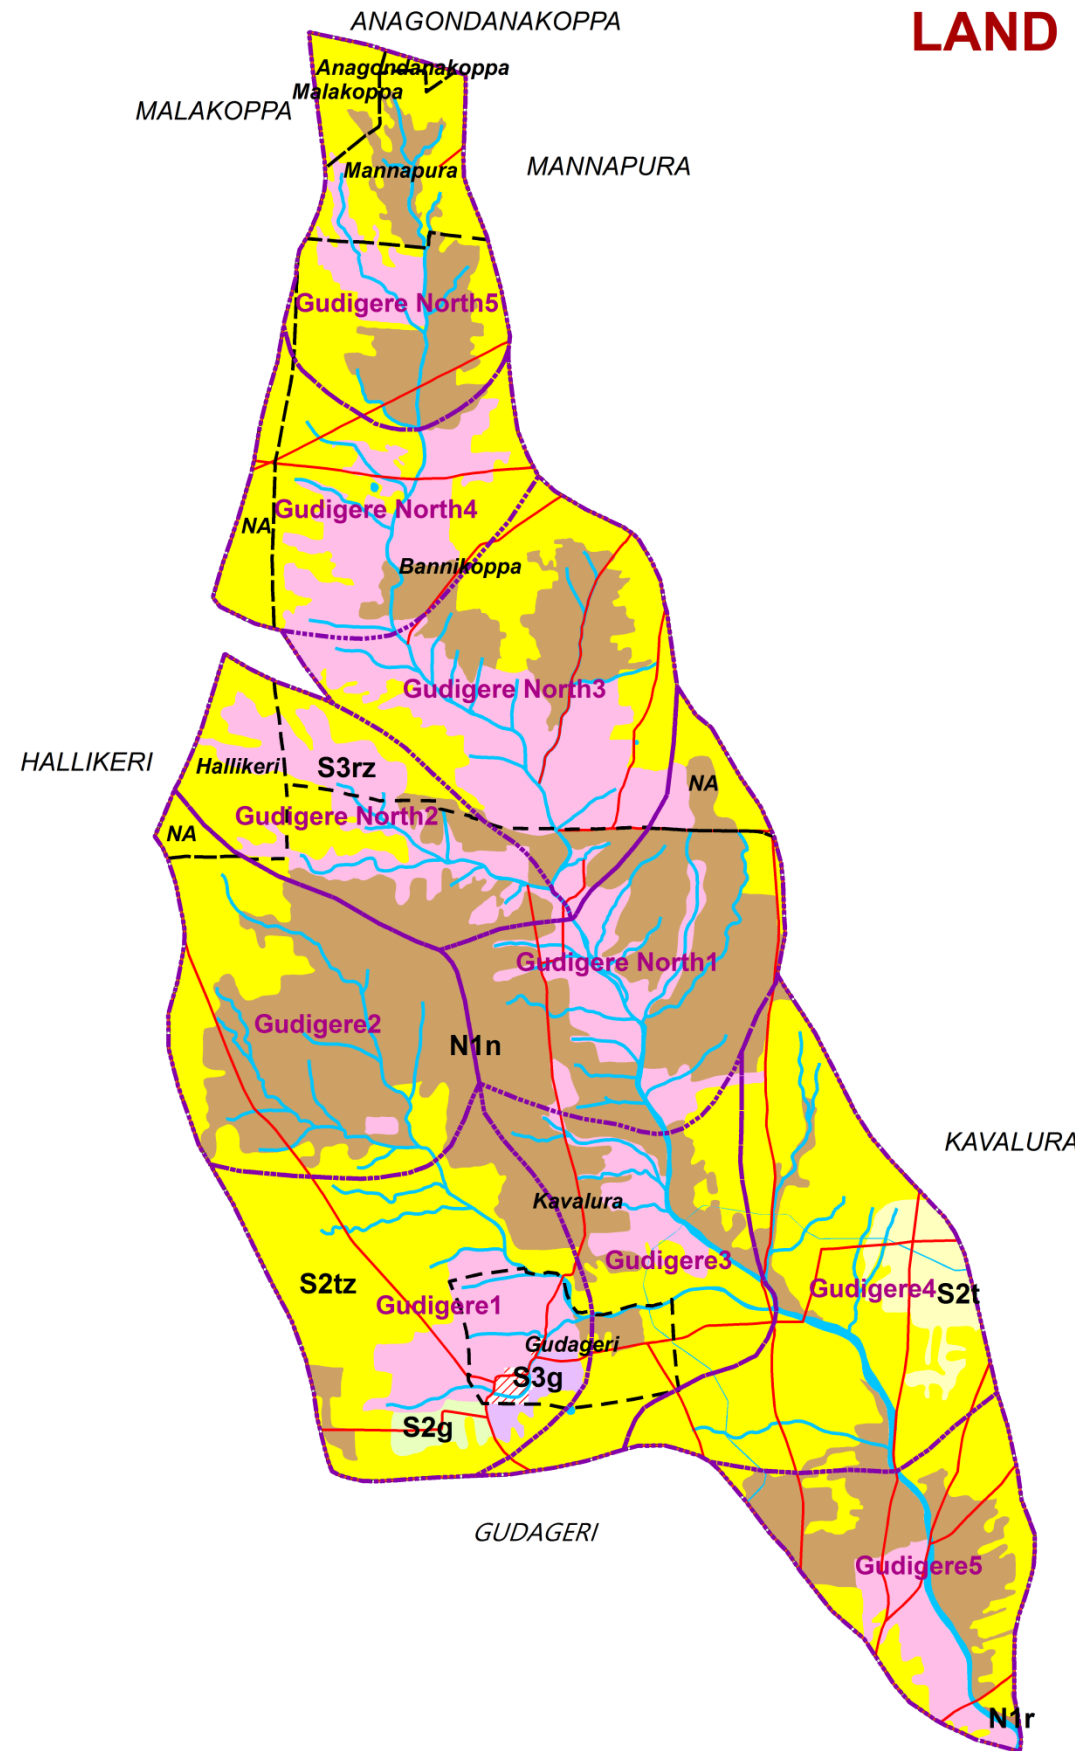 ANAGONDANAKOPPA
LAND
Anagondanakoppa
Malakoppa
MALAKOPPA
Mannapura
MANNAPURA
Gudigere North5
Gudigere North4
NA
Bannikoppa
Gudigere North3
HALLIKERI
Hallikeri
S3rz
NA
Gudigere North2
NA
Gudigere North1
Gudigere2
N1n
KAVALURA
Kavalura
Gudigere3
S2tz
Gudigere4
S2t
Gudigere1
Gudageri
S3g
S2g
GUDAGERI
Gudigere5
N1r